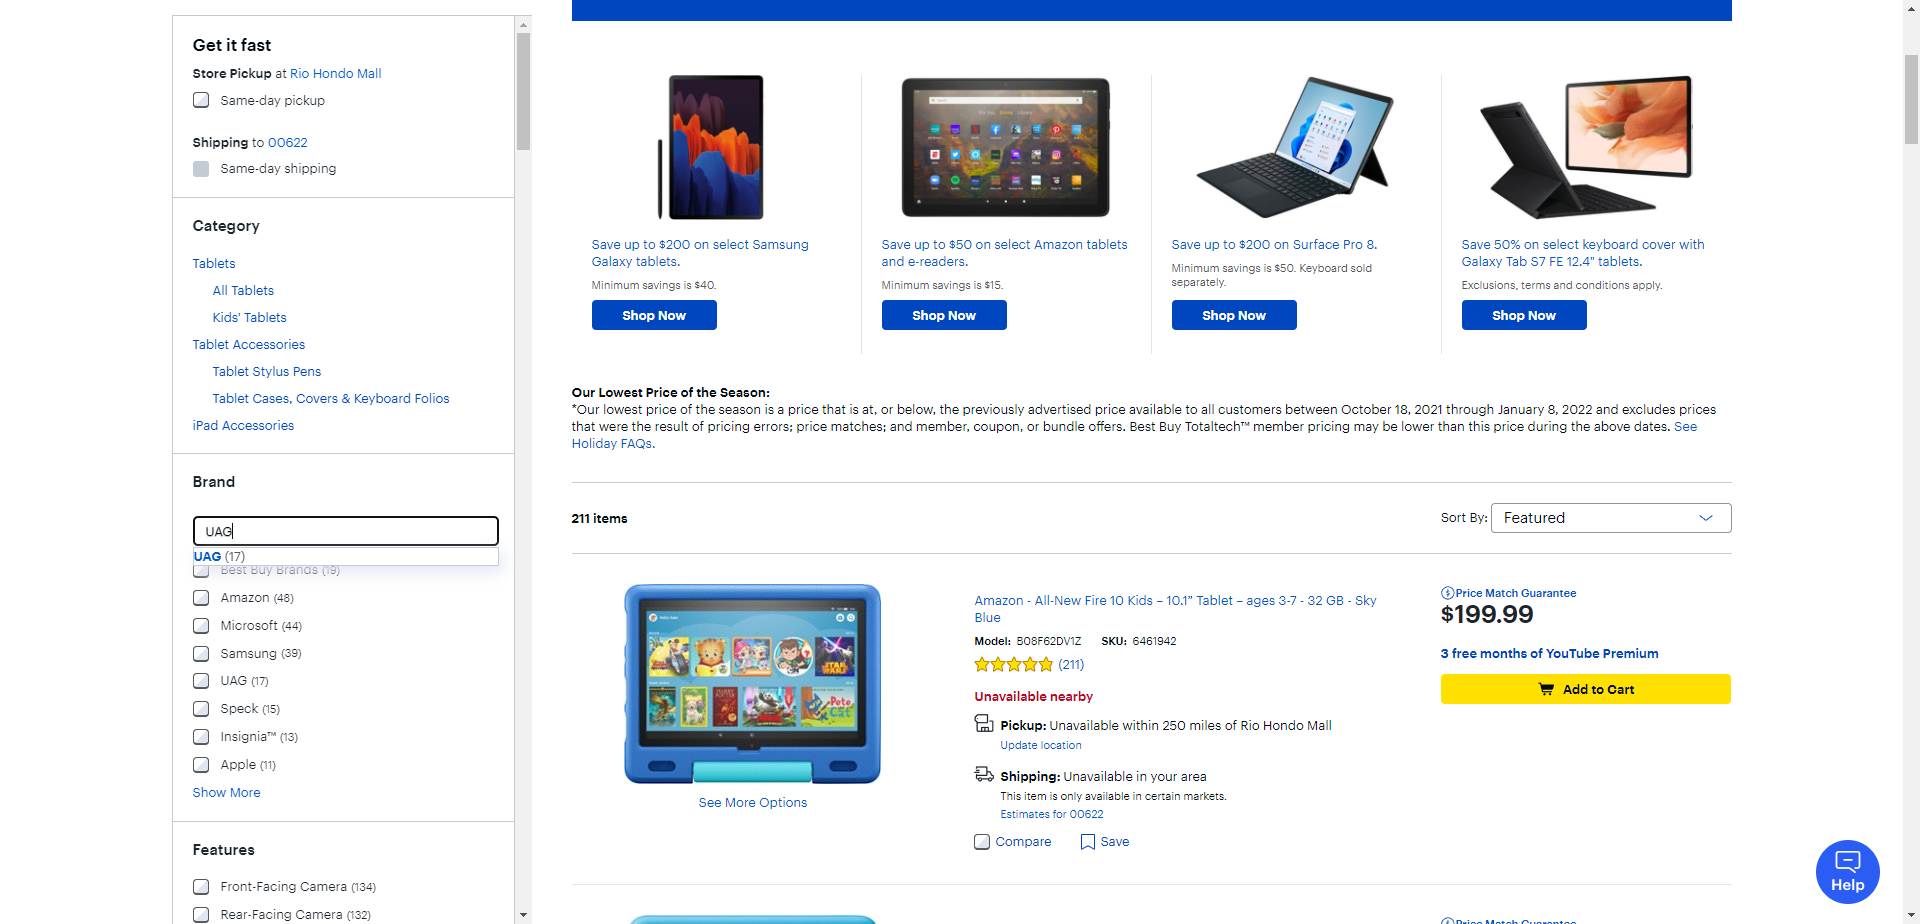 Get it fast
Store Pickup at Rio Hondo Mall
Same-day pickup
Shipping to 00622
Same-day shipping
Category
Tablets
All Tablets
Kids' Tablets
Tablet Accessories
Tablet Stylus Pens
Tablet Cases, Covers & Keyboard Folios
iPad Accessories
Brand
UAG
UAG (17)
Best Buy Brands (19)
Amazon (48)
Microsoft (44)
Samsung (39)
UAG (17)
Speck (15)
Insignia™ (13)
Apple (11)
Show More
Features
Front-Facing Camera (134)
Rear-Facing Camera (132)
Save up to $200 on select Samsung
Galaxy tablets.
Minimum savings is $40.
Shop Now
Save up to $50 on select Amazon tablets
and e-readers.
Minimum savings is $15.
Shop Now
Save up to $200 on Surface Pro 8.
Minimum savings is $50. Keyboard sold
separately.
Shop Now
Save 50% on select keyboard cover with
Galaxy Tab S7 FE 12.4" tablets.
Exclusions, terms and conditions apply.
Shop Now
Our Lowest Price of the Season:
*Our lowest price of the season is a price that is at, or below, the previously advertised price available to all customers between October 18, 2021 through January 8, 2022 and excludes prices
that were the result of pricing errors; price matches; and member, coupon, or bundle offers. Best Buy Totaltech™ member pricing may be lower than this price during the above dates. See
Holiday FAQs.
211 items
Sort By: Featured
Amazon - All-New Fire 10 Kids – 10.1” Tablet – ages 3-7 - 32 GB - Sky
Blue
Model: B08F62DV1Z SKU: 6461942
(211)
Unavailable nearby
Pickup: Unavailable within 250 miles of Rio Hondo Mall
Update location
Shipping: Unavailable in your area
This item is only available in certain markets.
Estimates for 00622
Compare
Save
STAR WARS
Pete the Cat
See More Options
Price Match Guarantee
$199.99
3 free months of YouTube Premium
Add to Cart
Help
Price Match Guarantee